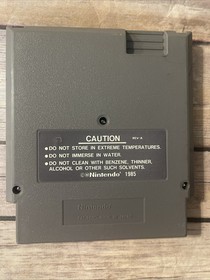 CAUTION
•DO NOT STORE IN EXTREME TEMPERATURES.
•DO NOT IMMERSE IN WATER.
•DO NOT CLEAN WITH BENZENE, THINNER,
ALCOHOL OR OTHER SUCH SOLVENTS.
©®Nintendo® 1985